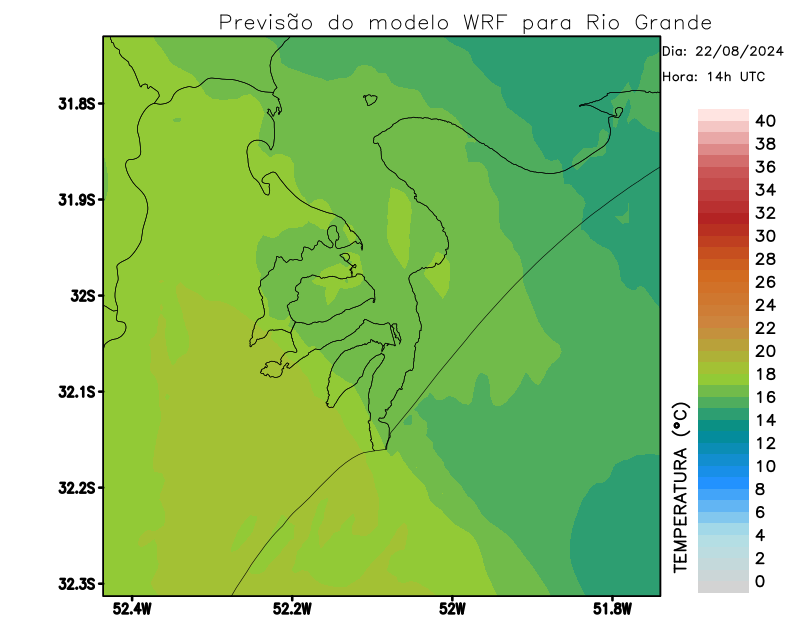 Previsão do modelo WRF para Rio Grande
Dia: 22/08/2024
Hora: 14h UTC
31.8S
31.9S
32S
32.1S
32.2S
32.3S
52.4W 52.2W 52W 51.8W
TEMPERATURA (°C)
40
38
36
34
32
30
28
26
24
22
20
18
16
14
12
10
8
6
4
2
0